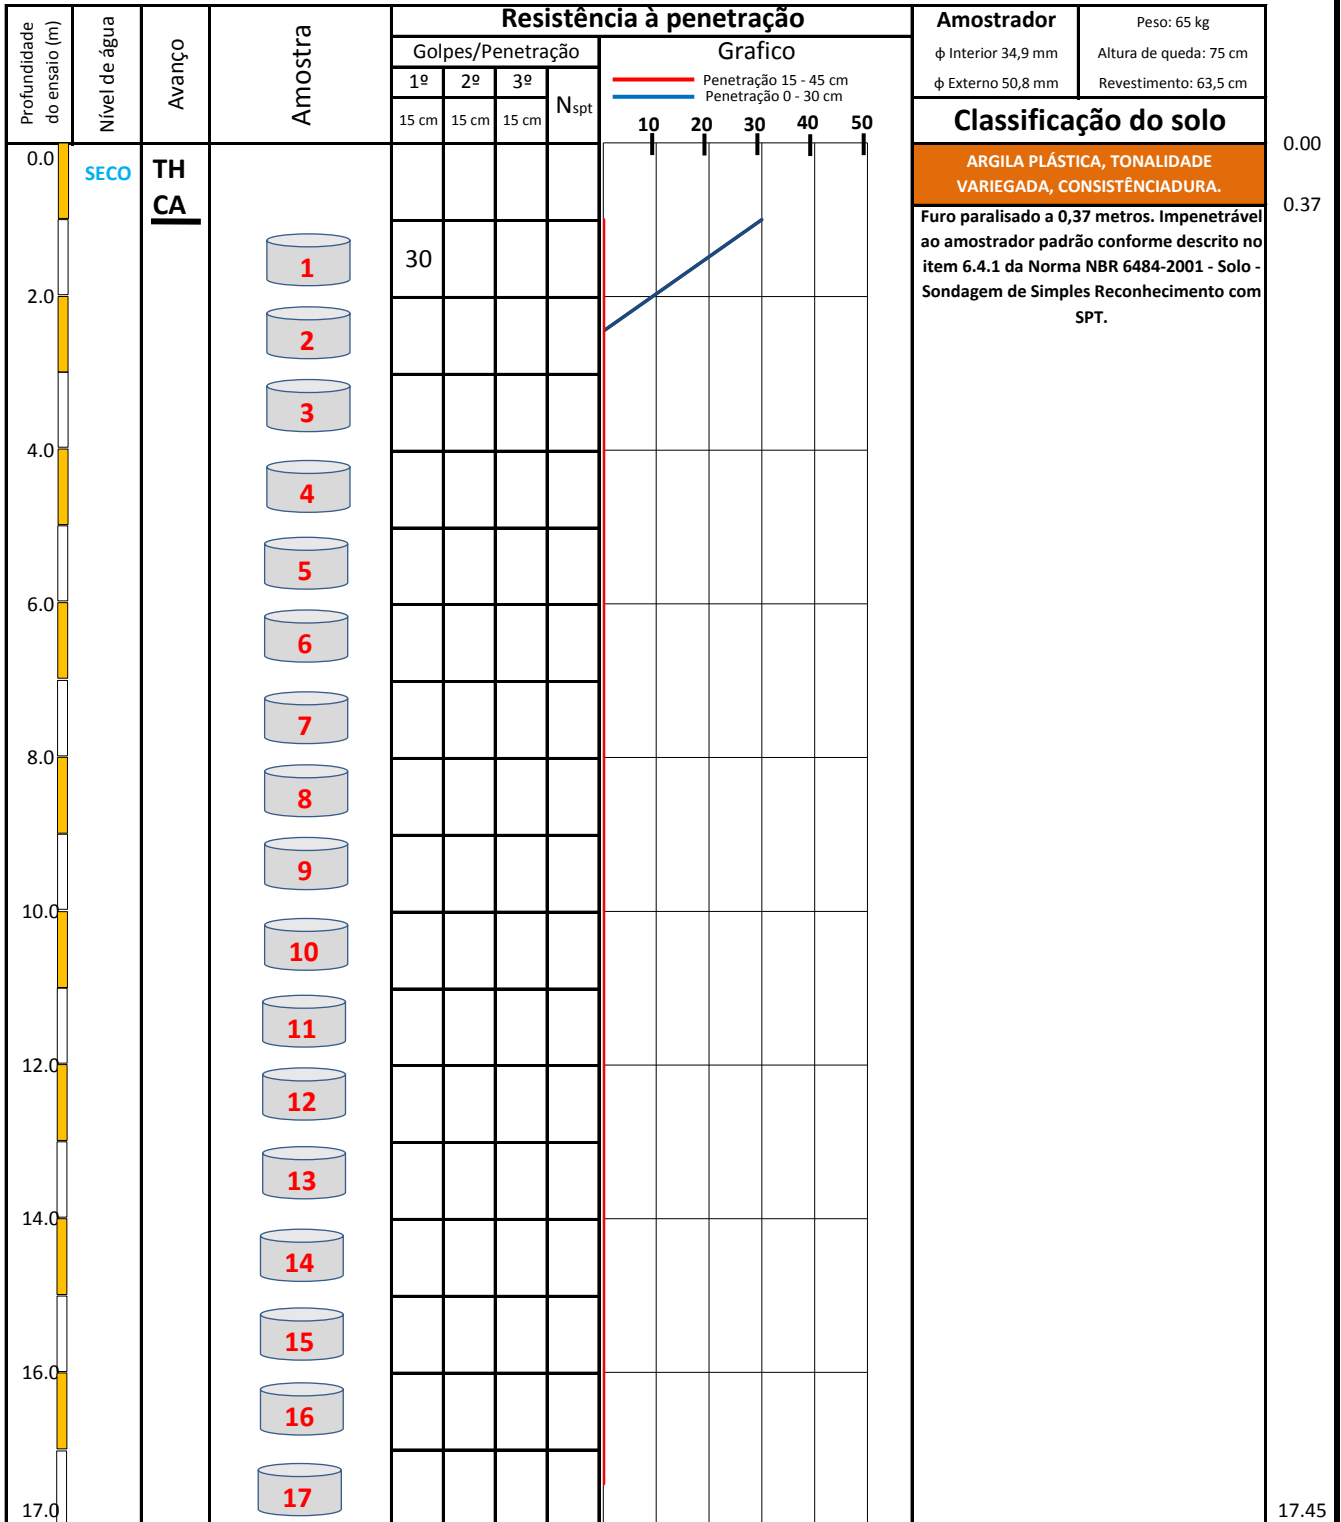 Profundidade
do ensaio (m)
Nível de água
Avanço
Amostra
Resistência à penetração
Golpes/Penetração
1º 2º 3º
15 cm 15 cm 15 cm
Nspt
Grafico
Penetração 15 - 45 cm
Penetração 0 - 30 cm
10 20 30 40 50
Amostrador
ф Interior 34,9 mm
ф Externo 50,8 mm
Peso: 65 kg
Altura de queda: 75 cm
Revestimento: 63,5 cm
Classificação do solo
0.00
0.0
SECO
TH
CA
ARGILA PLÁSTICA, TONALIDADE
VARIEGADA, CONSISTÊNCIADURA.
0.37
Furo paralisado a 0,37 metros. Impenetrável
ao amostrador padrão conforme descrito no
item 6.4.1 da Norma NBR 6484-2001 - Solo -
Sondagem de Simples Reconhecimento com
SPT.
1
30
2.0
2
3
4.0
4
5
6.0
6
7
8.0
8
9
10.0
10
11
12.0
12
13
14.0
14
15
16.0
16
17
17.0
17.45